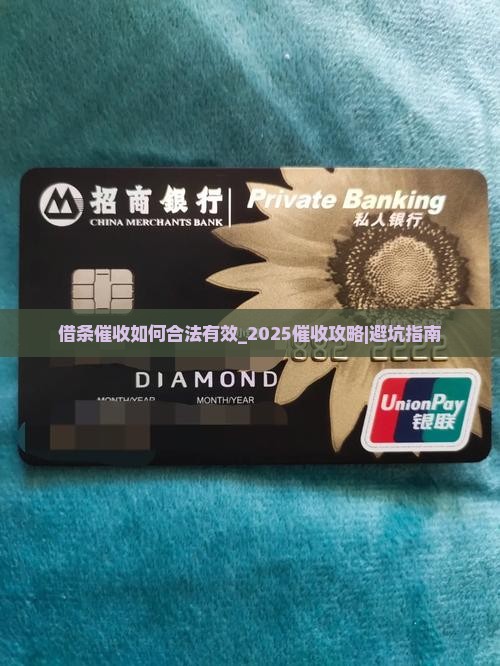 招商银行
CHINA MERCHANTS BANK
Private Banking
私人银行
借条催收如何合法有效_2025催收攻略|避坑指南
1882 2222
DIAMOND
MONTH/YEAR MONTH/YEAR
UnionPay
银联